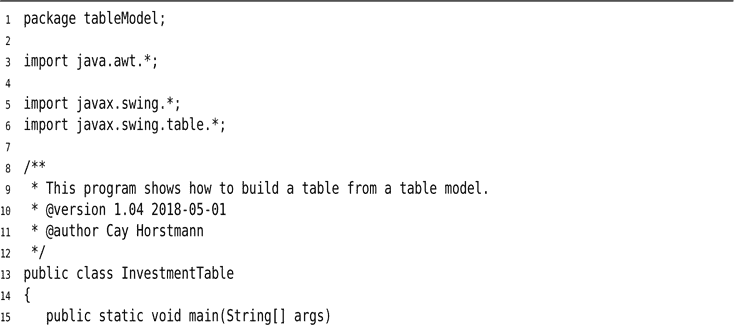 1 package tableModel;
2
3 import java.awt.*;
4
5 import javax.swing.*;
6 import javax.swing.table.*;
7
8 /**
9  * This program shows how to build a table from a table model.
10  * @version 1.04 2018-05-01
11  * @author Cay Horstmann
12  */
13 public class InvestmentTable
14 {
15    public static void main(String[] args)